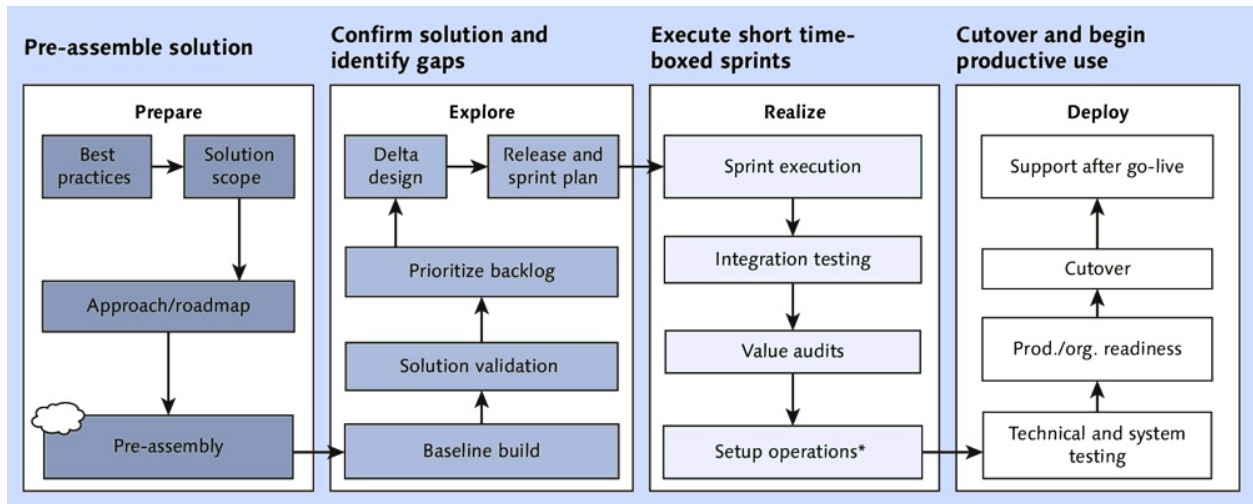 Pre-assemble solution
Prepare
Best
practices
Solution
scope
Approach/roadmap
Pre-assembly
Confirm solution and
identify gaps
Explore
Delta
design
Release and
sprint plan
Prioritize backlog
Solution validation
Baseline build
Execute short time-
boxed sprints
Realize
Sprint execution
Integration testing
Value audits
Setup operations*
Cutover and begin
productive use
Deploy
Support after go-live
Cutover
Prod./org. readiness
Technical and system
testing